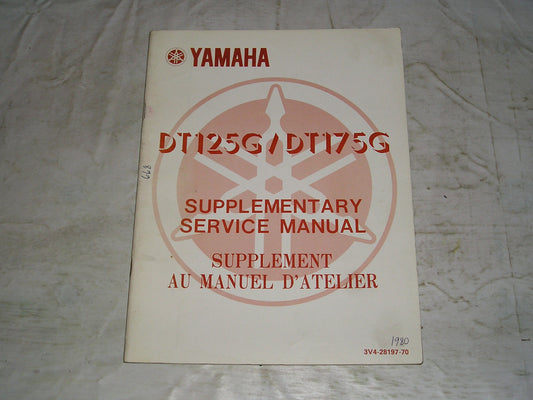 YAMAHA
DT125G/DT175G
SUPPLEMENTARY
SERVICE MANUAL
SUPPLEMENT
AU MANUEL D'ATELIER
1980
3V4-28197-70